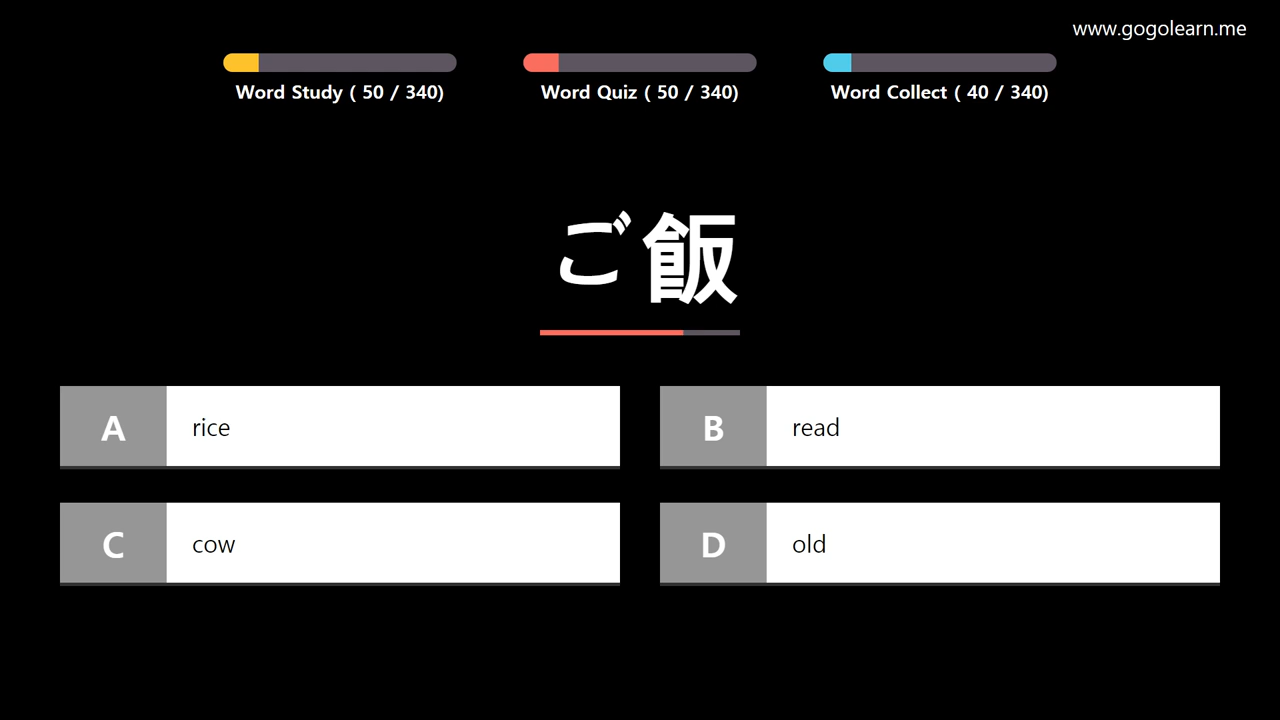 www.gogolearn.me
Word Study ( 50 / 340)
Word Quiz ( 50 / 340)
Word Collect ( 40 / 340)
ご飯
A rice
B read
C cow
D old